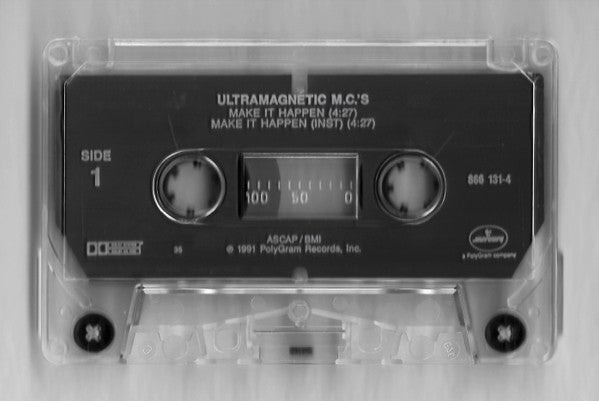 ULTRAMAGNETIC M.C.'S
MAKE IT HAPPEN (4:27)
MAKE IT HAPPEN (INST) (4:27)
SIDE
1
100 50 0
866 131-4
ASCAP/BMI
℗ 1991 PolyGram Records, Inc.
mercury
a PolyGram company